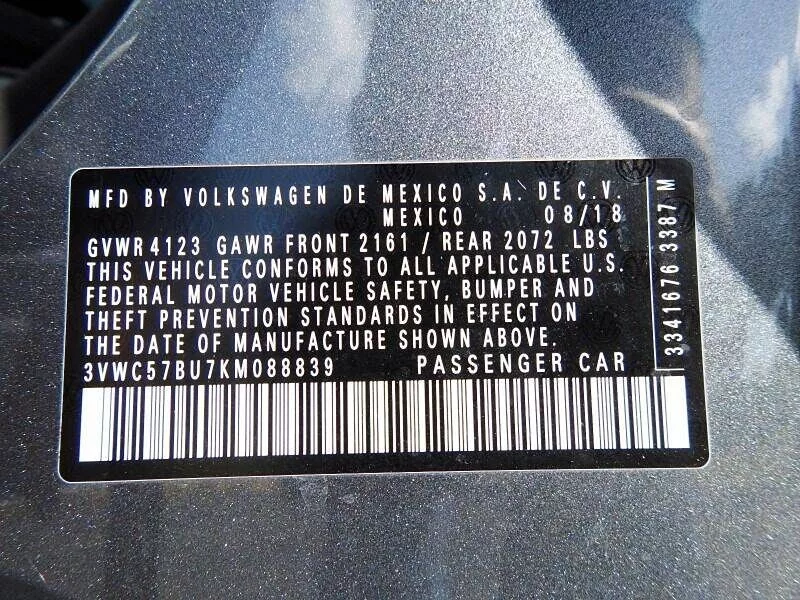 MFD BY VOLKSWAGEN DE MEXICO S.A. DE C.V.
MEXICO 08/18
GVWR 4123 GAWR FRONT 2161 / REAR 2072 LBS
THIS VEHICLE CONFORMS TO ALL APPLICABLE U.S.
FEDERAL MOTOR VEHICLE SAFETY, BUMPER AND
THEFT PREVENTION STANDARDS IN EFFECT ON
THE DATE OF MANUFACTURE SHOWN ABOVE.
3VWC57BU7KM088839 PASSENGER CAR
3341676 3387 M